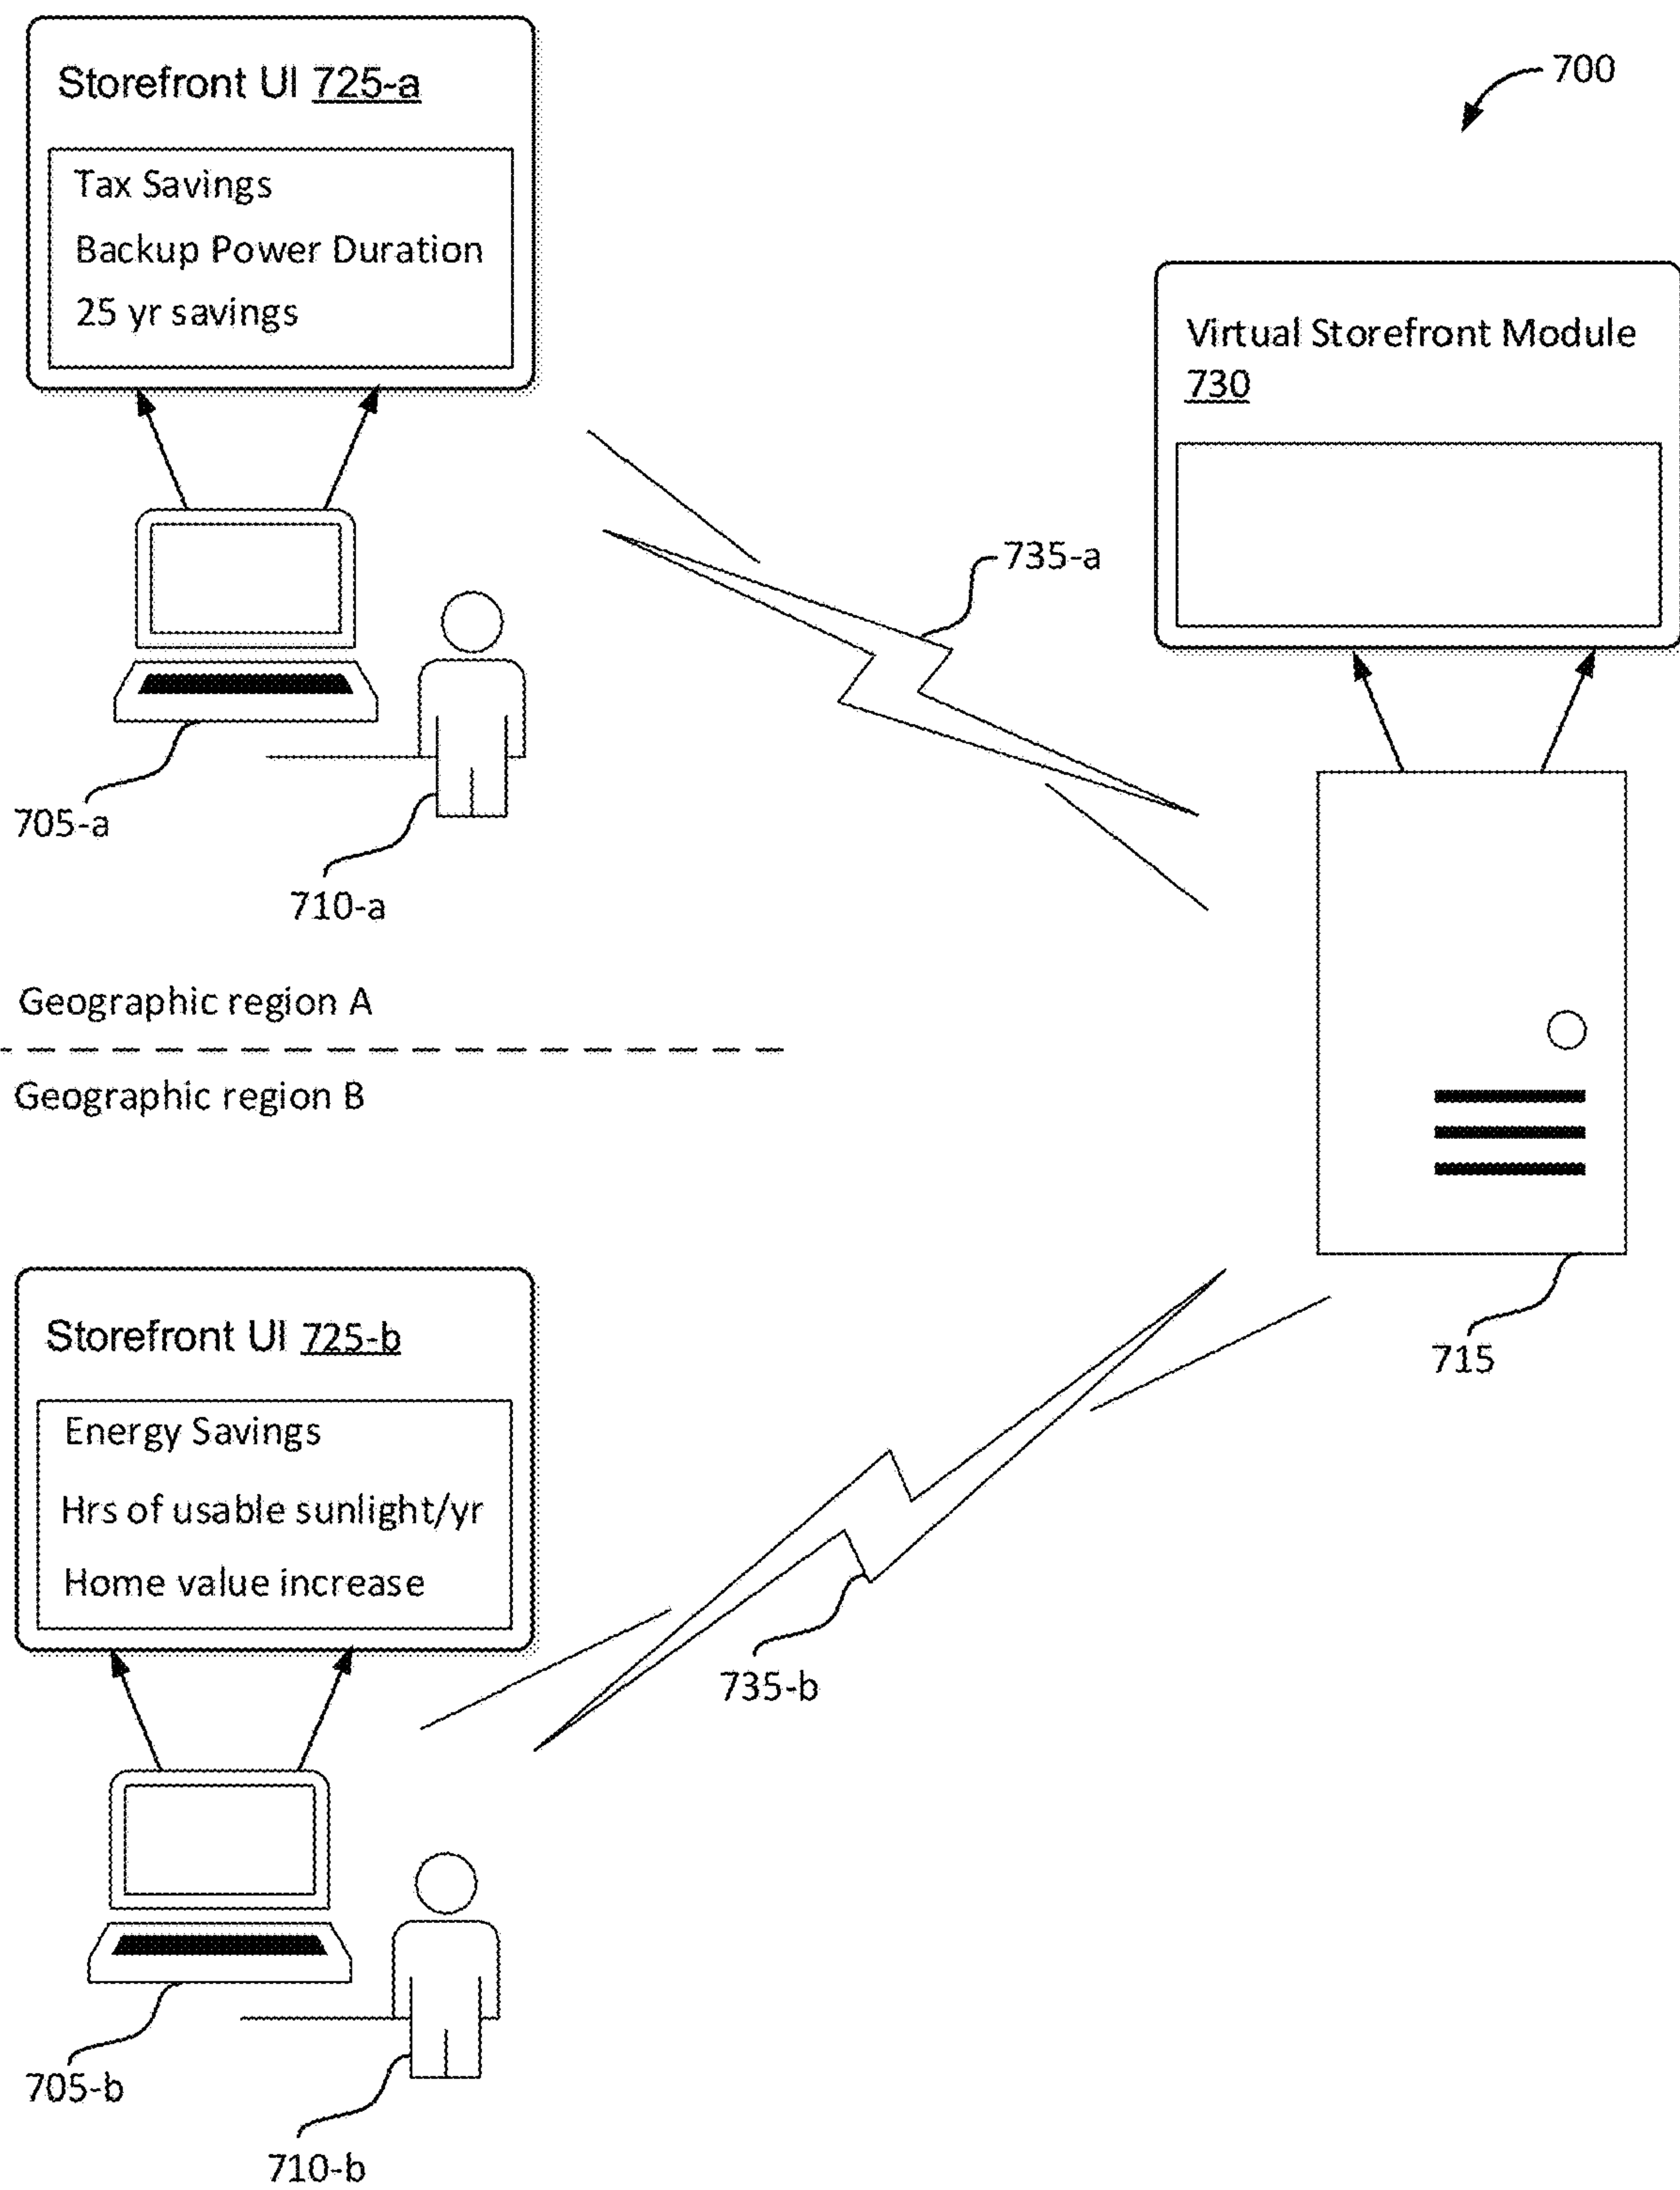 Storefront UI 725-a
Tax Savings
Backup Power Duration
25 yr savings
700
Virtual Storefront Module
730
735-a
705-a
710-a
Geographic region A
Geographic region B
715
Storefront UI 725-b
Energy Savings
Hrs of usable sunlight/yr
Home value increase
735-b
705-b
710-b